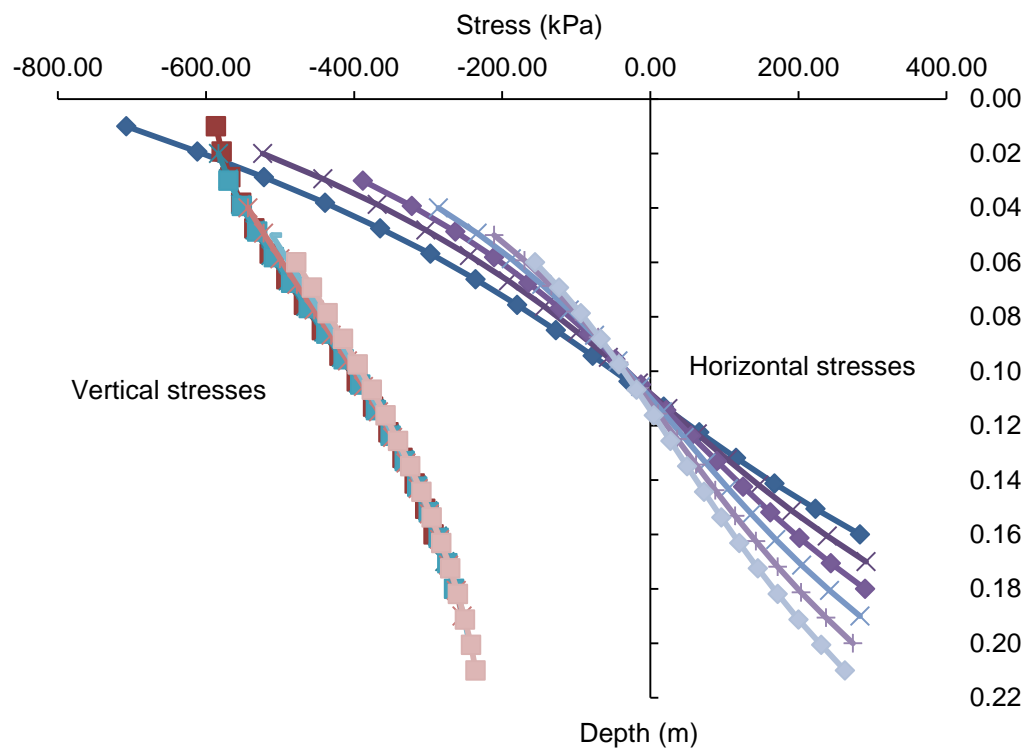 Stress (kPa)
-800.00 -600.00 -400.00 -200.00 0.00 200.00 400.00
0.00
0.02
0.04
0.06
0.08
0.10
Horizontal stresses
Vertical stresses
0.12
0.14
0.16
0.18
0.20
0.22
Depth (m)